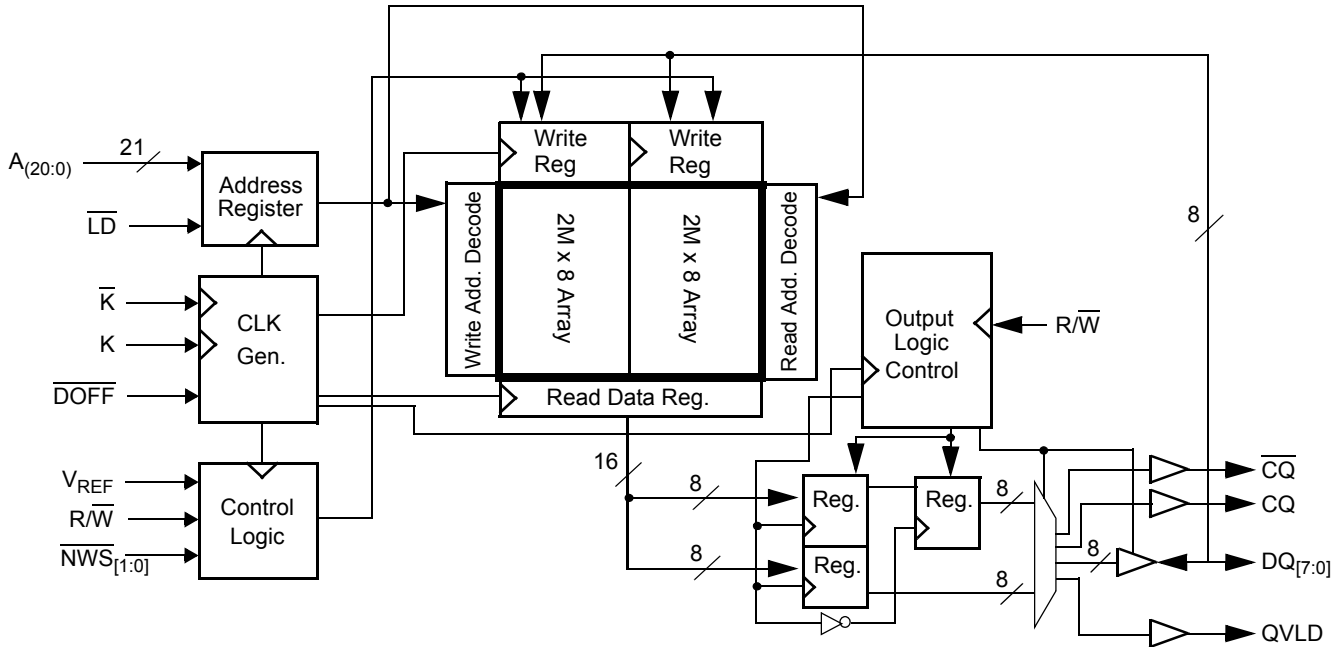 A(20:0)
21
LD
K
K
DOFF
VREF
R/W
NWS[1:0]
Address
Register
CLK
Gen.
Control
Logic
Write
Reg
Write
Reg
Write Add. Decode
2M x 8 Array
2M x 8 Array
Read Add. Decode
Read Data Reg.
16
8
8
Reg.
Reg.
Reg.
8
8
Output
Logic
Control
R/W
8
8
CQ
CQ
DQ[7:0]
QVLD